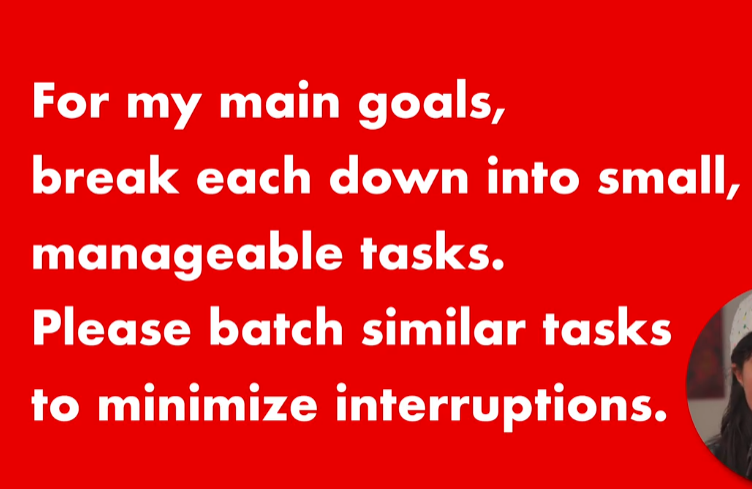 For my main goals,
break each down into small,
manageable tasks.
Please batch similar tasks
to minimize interruptions.